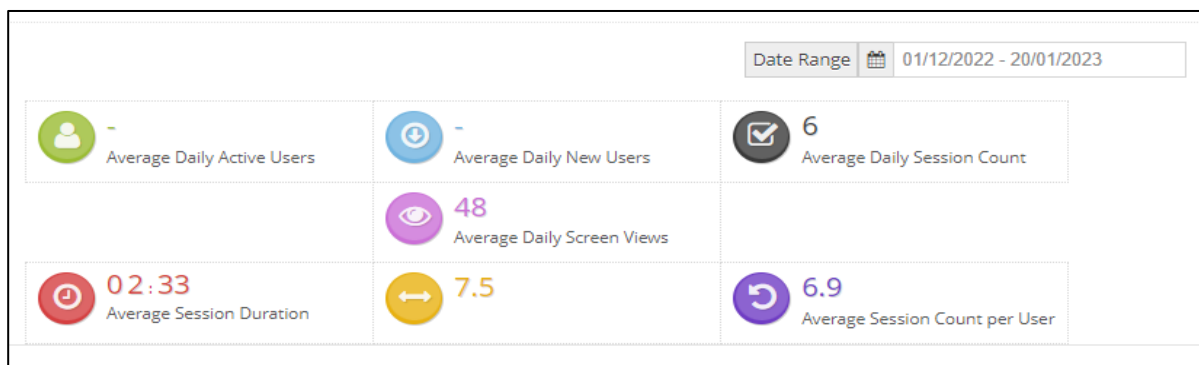 Date Range 01/12/2022 - 20/01/2023
-
Average Daily Active Users
-
Average Daily New Users
6
Average Daily Session Count
48
Average Daily Screen Views
02:33
Average Session Duration
7.5
6.9
Average Session Count per User